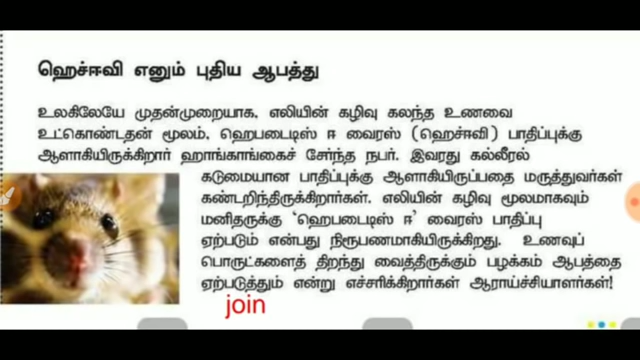 ஹெச்ஈவி எனும் புதிய ஆபத்து
உலகிலேயே முதன்முறையாக, எலியின் கழிவு கலந்த உணவை
உட்கொண்டதன் மூலம், ஹெபடைடிஸ் ஈ வைரஸ் (ஹெச்ஈவி) பாதிப்புக்கு
ஆளாகியிருக்கிறார் ஹாங்காங்கைச் சேர்ந்த நபர். இவரது கல்லீரல்
கடுமையான பாதிப்புக்கு ஆளாகியிருப்பதை மருத்துவர்கள்
கண்டறிந்திருக்கிறார்கள். எலியின் கழிவு மூலமாகவும்
மனிதருக்கு ‘ஹெபடைடிஸ் ஈ’ வைரஸ் பாதிப்பு
ஏற்படும் என்பது நிரூபணமாகியிருக்கிறது. உணவுப்
பொருட்களைத் திறந்து வைத்திருக்கும் பழக்கம் ஆபத்தை
ஏற்படுத்தும் என்று எச்சரிக்கிறார்கள் ஆராய்ச்சியாளர்கள்!
join